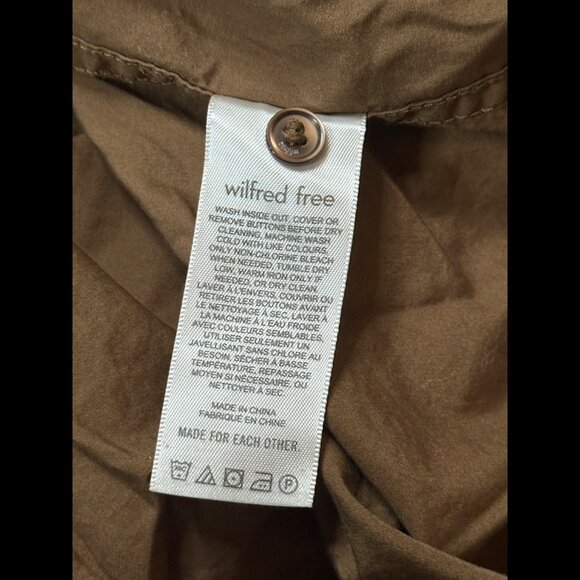 wilfred free
WASH INSIDE OUT. COVER OR
REMOVE BUTTONS BEFORE DRY
CLEANING. MACHINE WASH
COLD WITH LIKE COLOURS.
ONLY NON-CHLORINE BLEACH
WHEN NEEDED. TUMBLE DRY
LOW, WARM IRON ONLY IF
NEEDED, OR DRY CLEAN.
LAVER À L'ENVERS, COUVRIR OU
RETIRER LES BOUTONS AVANT
LE NETTOYAGE À SEC. LAVER À
LA MACHINE À L'EAU FROIDE
AVEC COULEURS SEMBLABLES.
UTILISER SEULEMENT UN
JAVELLISANT SANS CHLORE AU
BESOIN. SÉCHER À BASSE
TEMPÉRATURE, REPASSAGE
MOYEN SI NÉCESSAIRE, OU
NETTOYER À SEC.
MADE IN CHINA
FABRIQUÉ EN CHINE
MADE FOR EACH OTHER.
P